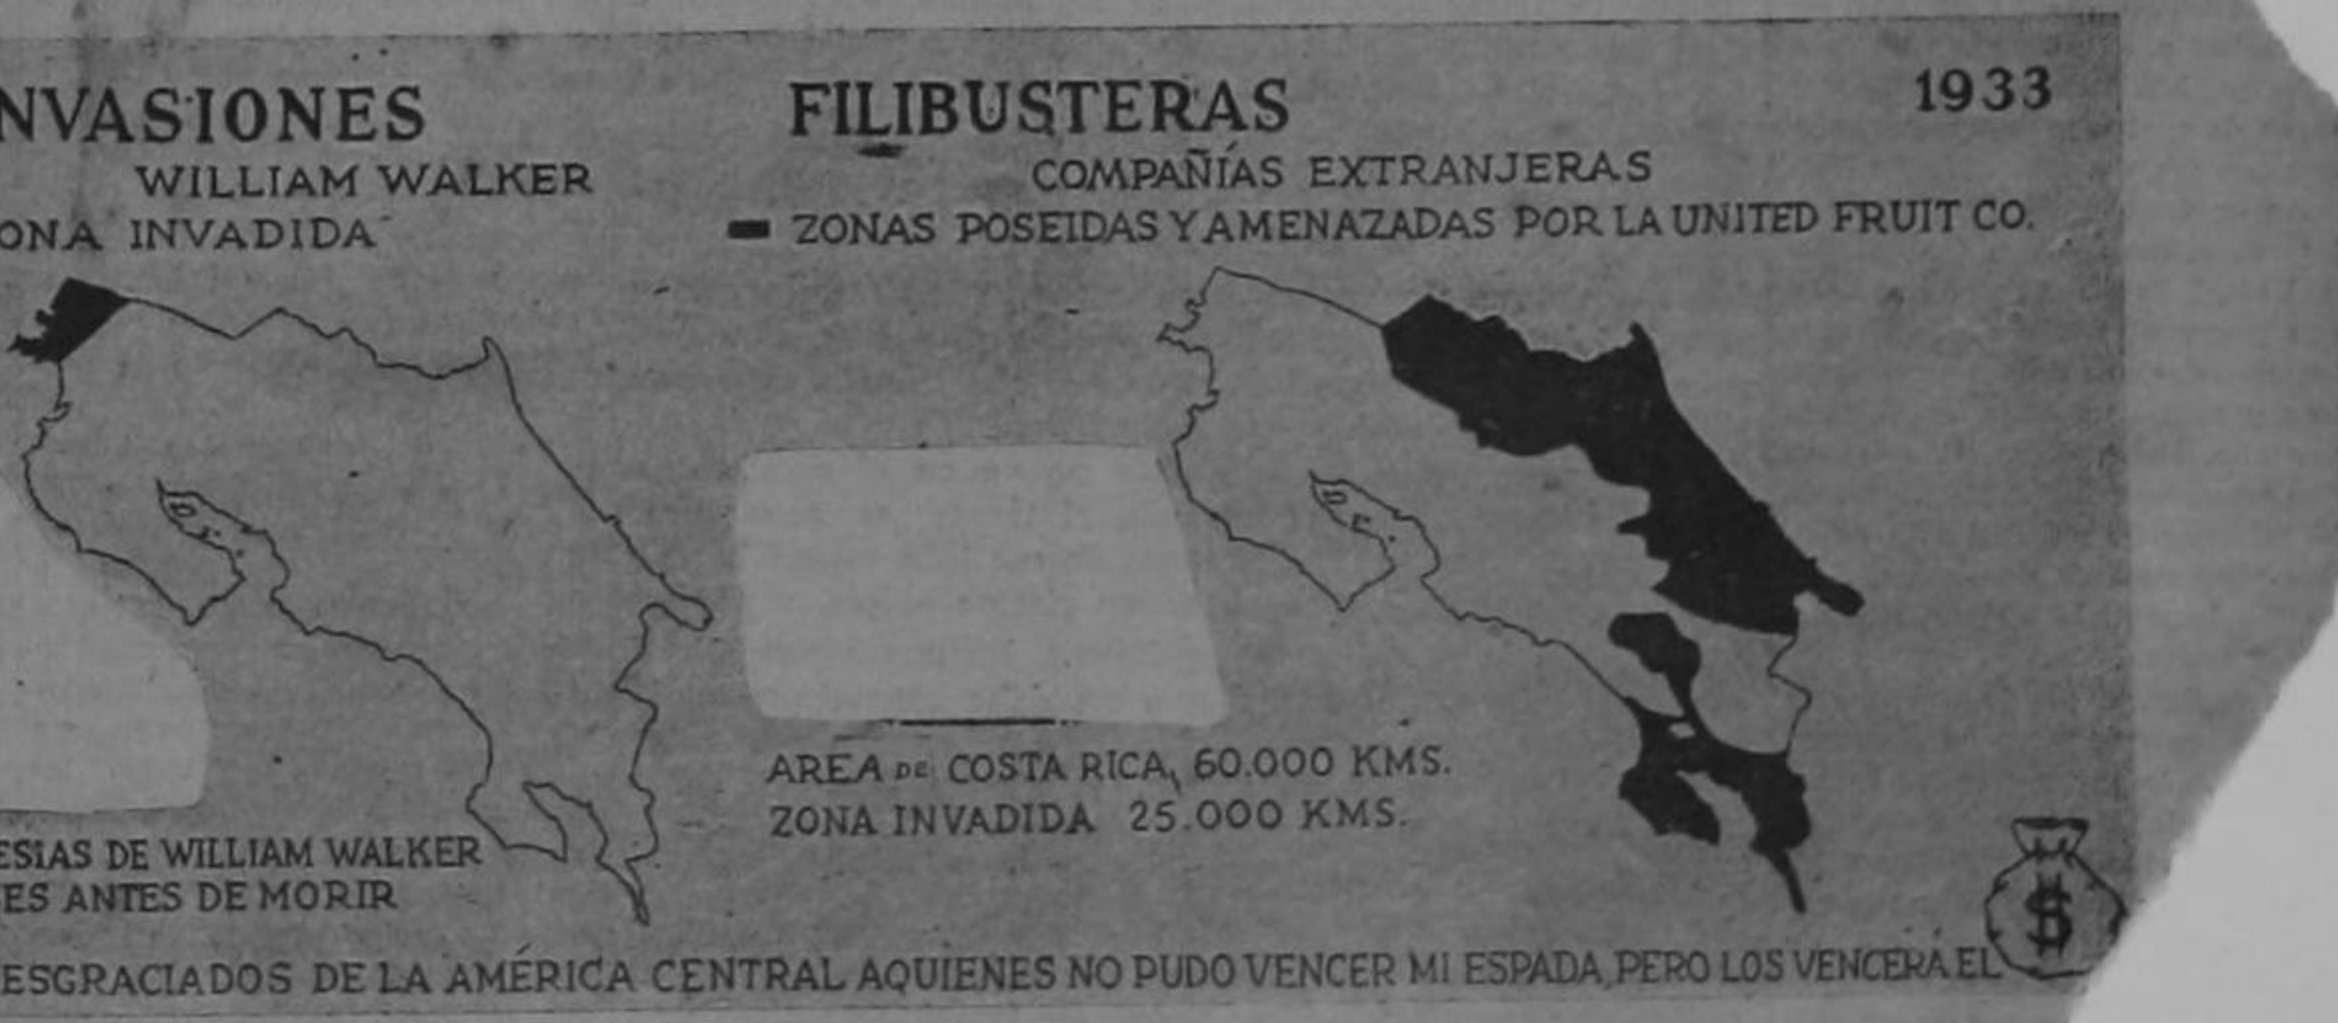 NVASIONES FILIBUSTERAS 1933
WILLIAM WALKER COMPAÑÍAS EXTRANJERAS
ONA INVADIDA ZONAS POSEIDAS Y AMENAZADAS POR LA UNITED FRUIT CO.
AREA DE COSTA RICA, 60.000 KMS.
ZONA INVADIDA 25.000 KMS.
ESIAS DE WILLIAM WALKER
ES ANTES DE MORIR
ESGRACIADOS DE LA AMÉRICA CENTRAL AQUIENES NO PUDO VENCER MI ESPADA, PERO LOS VENCERÁ EL $